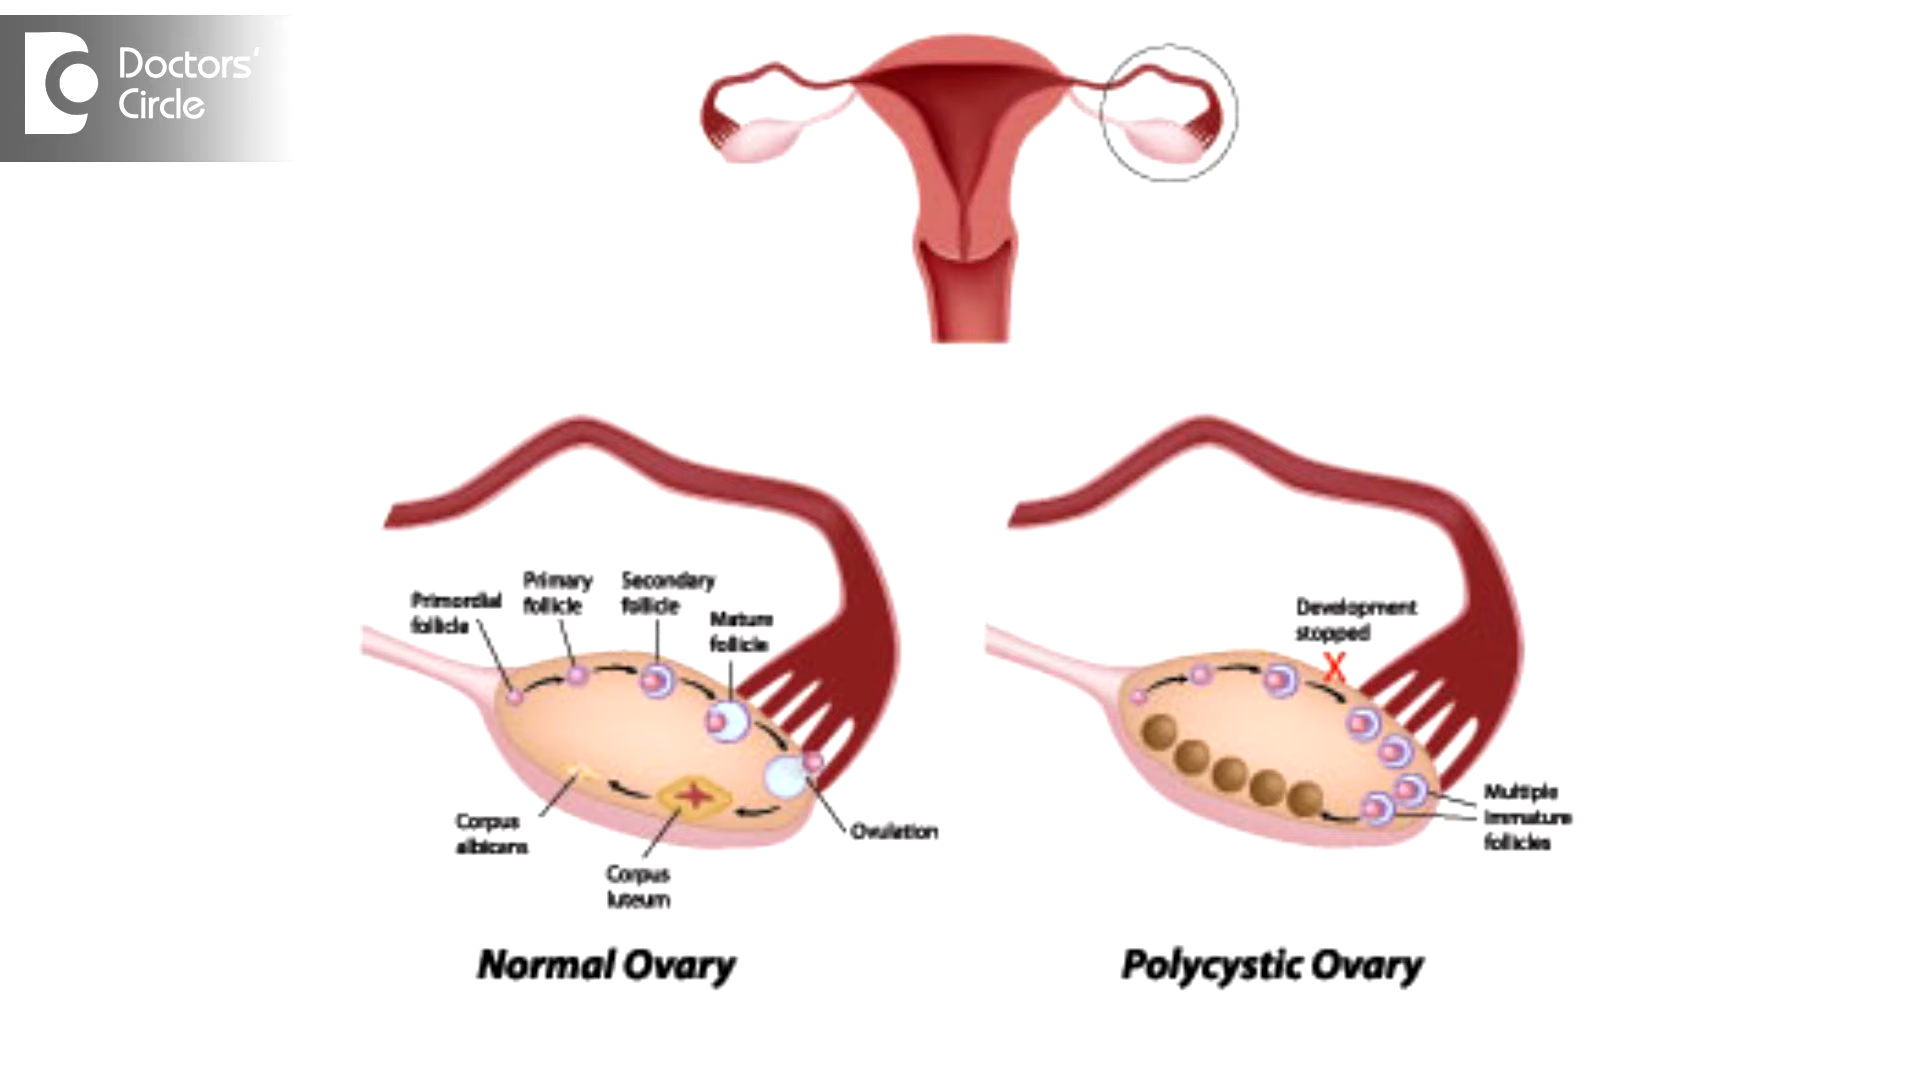 Doctors'
Circle
Primordial
follicle
Primary
follicle
Secondary
follicle
Mature
follicle
Corpus
albicans
Corpus
luteum
Ovulation
Normal Ovary
Development
stopped
X
Multiple
immature
follicles
Polycystic Ovary